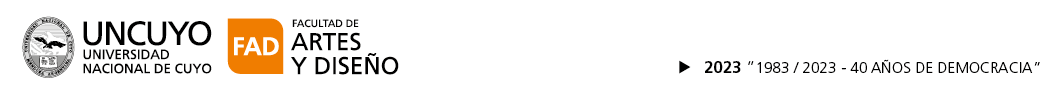 UNCUYO
UNIVERSIDAD
NACIONAL DE CUYO
FAD
FACULTAD DE
ARTES
Y DISEÑO
▶ 2023 "1983 / 2023 - 40 AÑOS DE DEMOCRACIA"